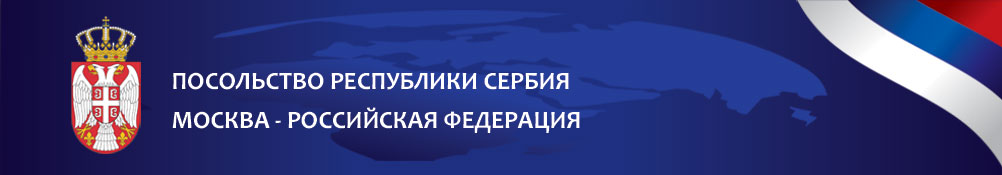 ПОСОЛЬСТВО РЕСПУБЛИКИ СЕРБИЯ
МОСКВА - РОССИЙСКАЯ ФЕДЕРАЦИЯ